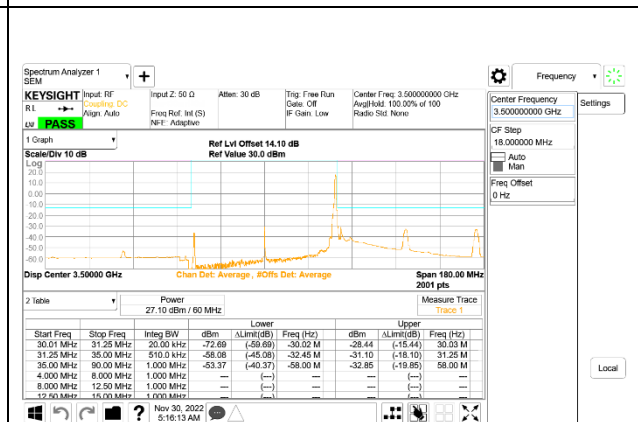 Spectrum Analyzer 1
SEM
Frequency
KEYSIGHT Input: RF Input Z: 50 Ω Atten: 30 dB Trig: Free Run Center Freq: 3.500000000 GHz
Coupling: DC Gate: Off Avg|Hold: 100.00% of 100
RL Align: Auto Freq Ref: Int (S) IF Gain: Low Radio Std: None
NFE: Adaptive
PASS
Center Frequency
3.500000000 GHz
Settings
CF Step
18.000000 MHz
Auto
Man
Freq Offset
0 Hz
Local
1 Graph
Scale/Div 10 dB
Ref Lvl Offset 14.10 dB
Ref Value 30.0 dBm
Log
20.0
10.0
0.00
-10.0
-20.0
-30.0
-40.0
-50.0
-60.0
Disp Center 3.50000 GHz
Chan Det: Average , #Offs Det: Average
Span 180.00 MHz
2001 pts
2 Table
Power
27.10 dBm / 60 MHz
Measure Trace
Trace 1
Lower Upper
Start Freq Stop Freq Integ BW dBm ΔLimit(dB) Freq (Hz) dBm ΔLimit(dB) Freq (Hz)
30.01 MHz 31.25 MHz 20.00 kHz -72.69 (-59.69) -30.02 M -28.44 (-15.44) 30.03 M
31.25 MHz 35.00 MHz 510.0 kHz -58.08 (-45.08) -32.45 M -31.10 (-18.10) 31.25 M
35.00 MHz 90.00 MHz 1.000 MHz -53.37 (-40.37) -58.00 M -32.85 (-19.85) 58.00 M
4.000 MHz 8.000 MHz 1.000 MHz --- (---) --- --- (---) ---
8.000 MHz 12.50 MHz 1.000 MHz --- (---) --- --- (---) ---
12.50 MHz 15.00 MHz 1.000 MHz --- (---) --- --- (---) ---
Nov 30, 2022
5:16:13 AM